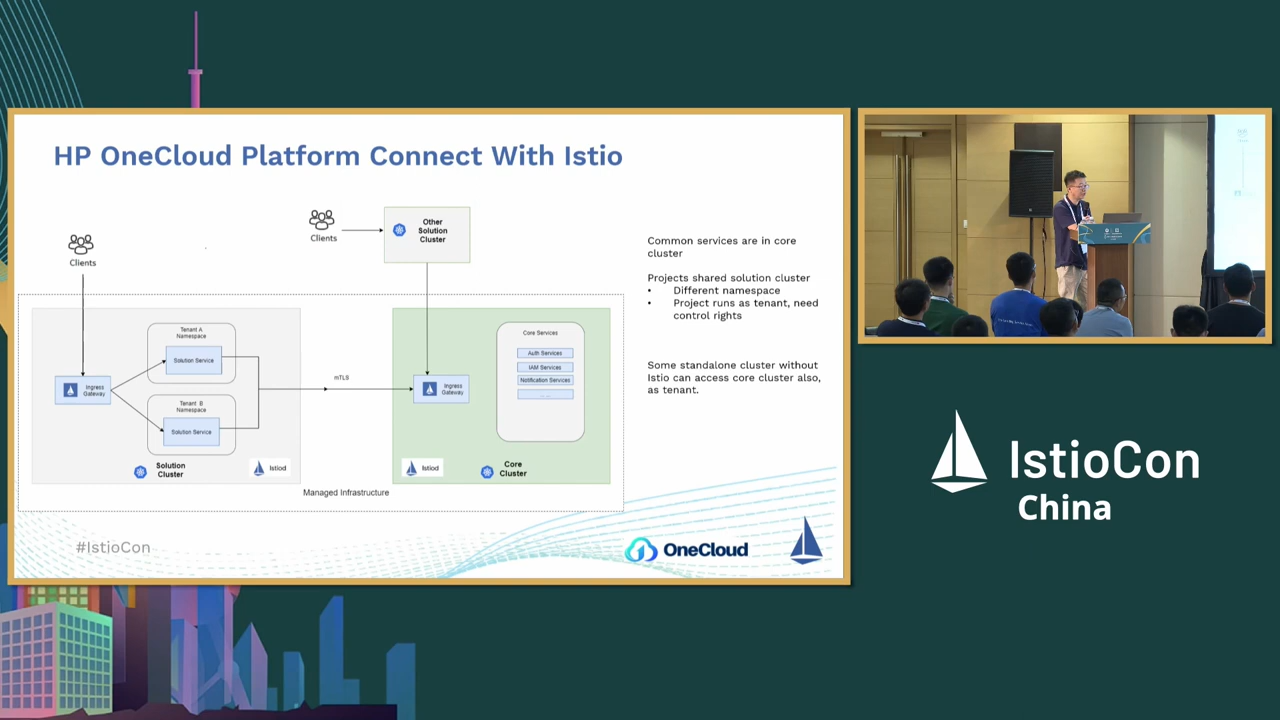 HP OneCloud Platform Connect With Istio
Clients
Clients
Other
Solution
Cluster
Ingress
Gateway
Tenant A
Namespace
Solution Service
Tenant B
Namespace
Solution Service
Solution
Cluster
Istiod
mTLS
Ingress
Gateway
Core Services
Auth Services
IAM Services
Notification Services
... ...
Istiod
Core
Cluster
Managed Infrastructure
Common services are in core
cluster
Projects shared solution cluster
• Different namespace
• Project runs as tenant, need
control rights
Some standalone cluster without
Istio can access core cluster also,
as tenant.
#IstioCon
OneCloud
IstioCon
China